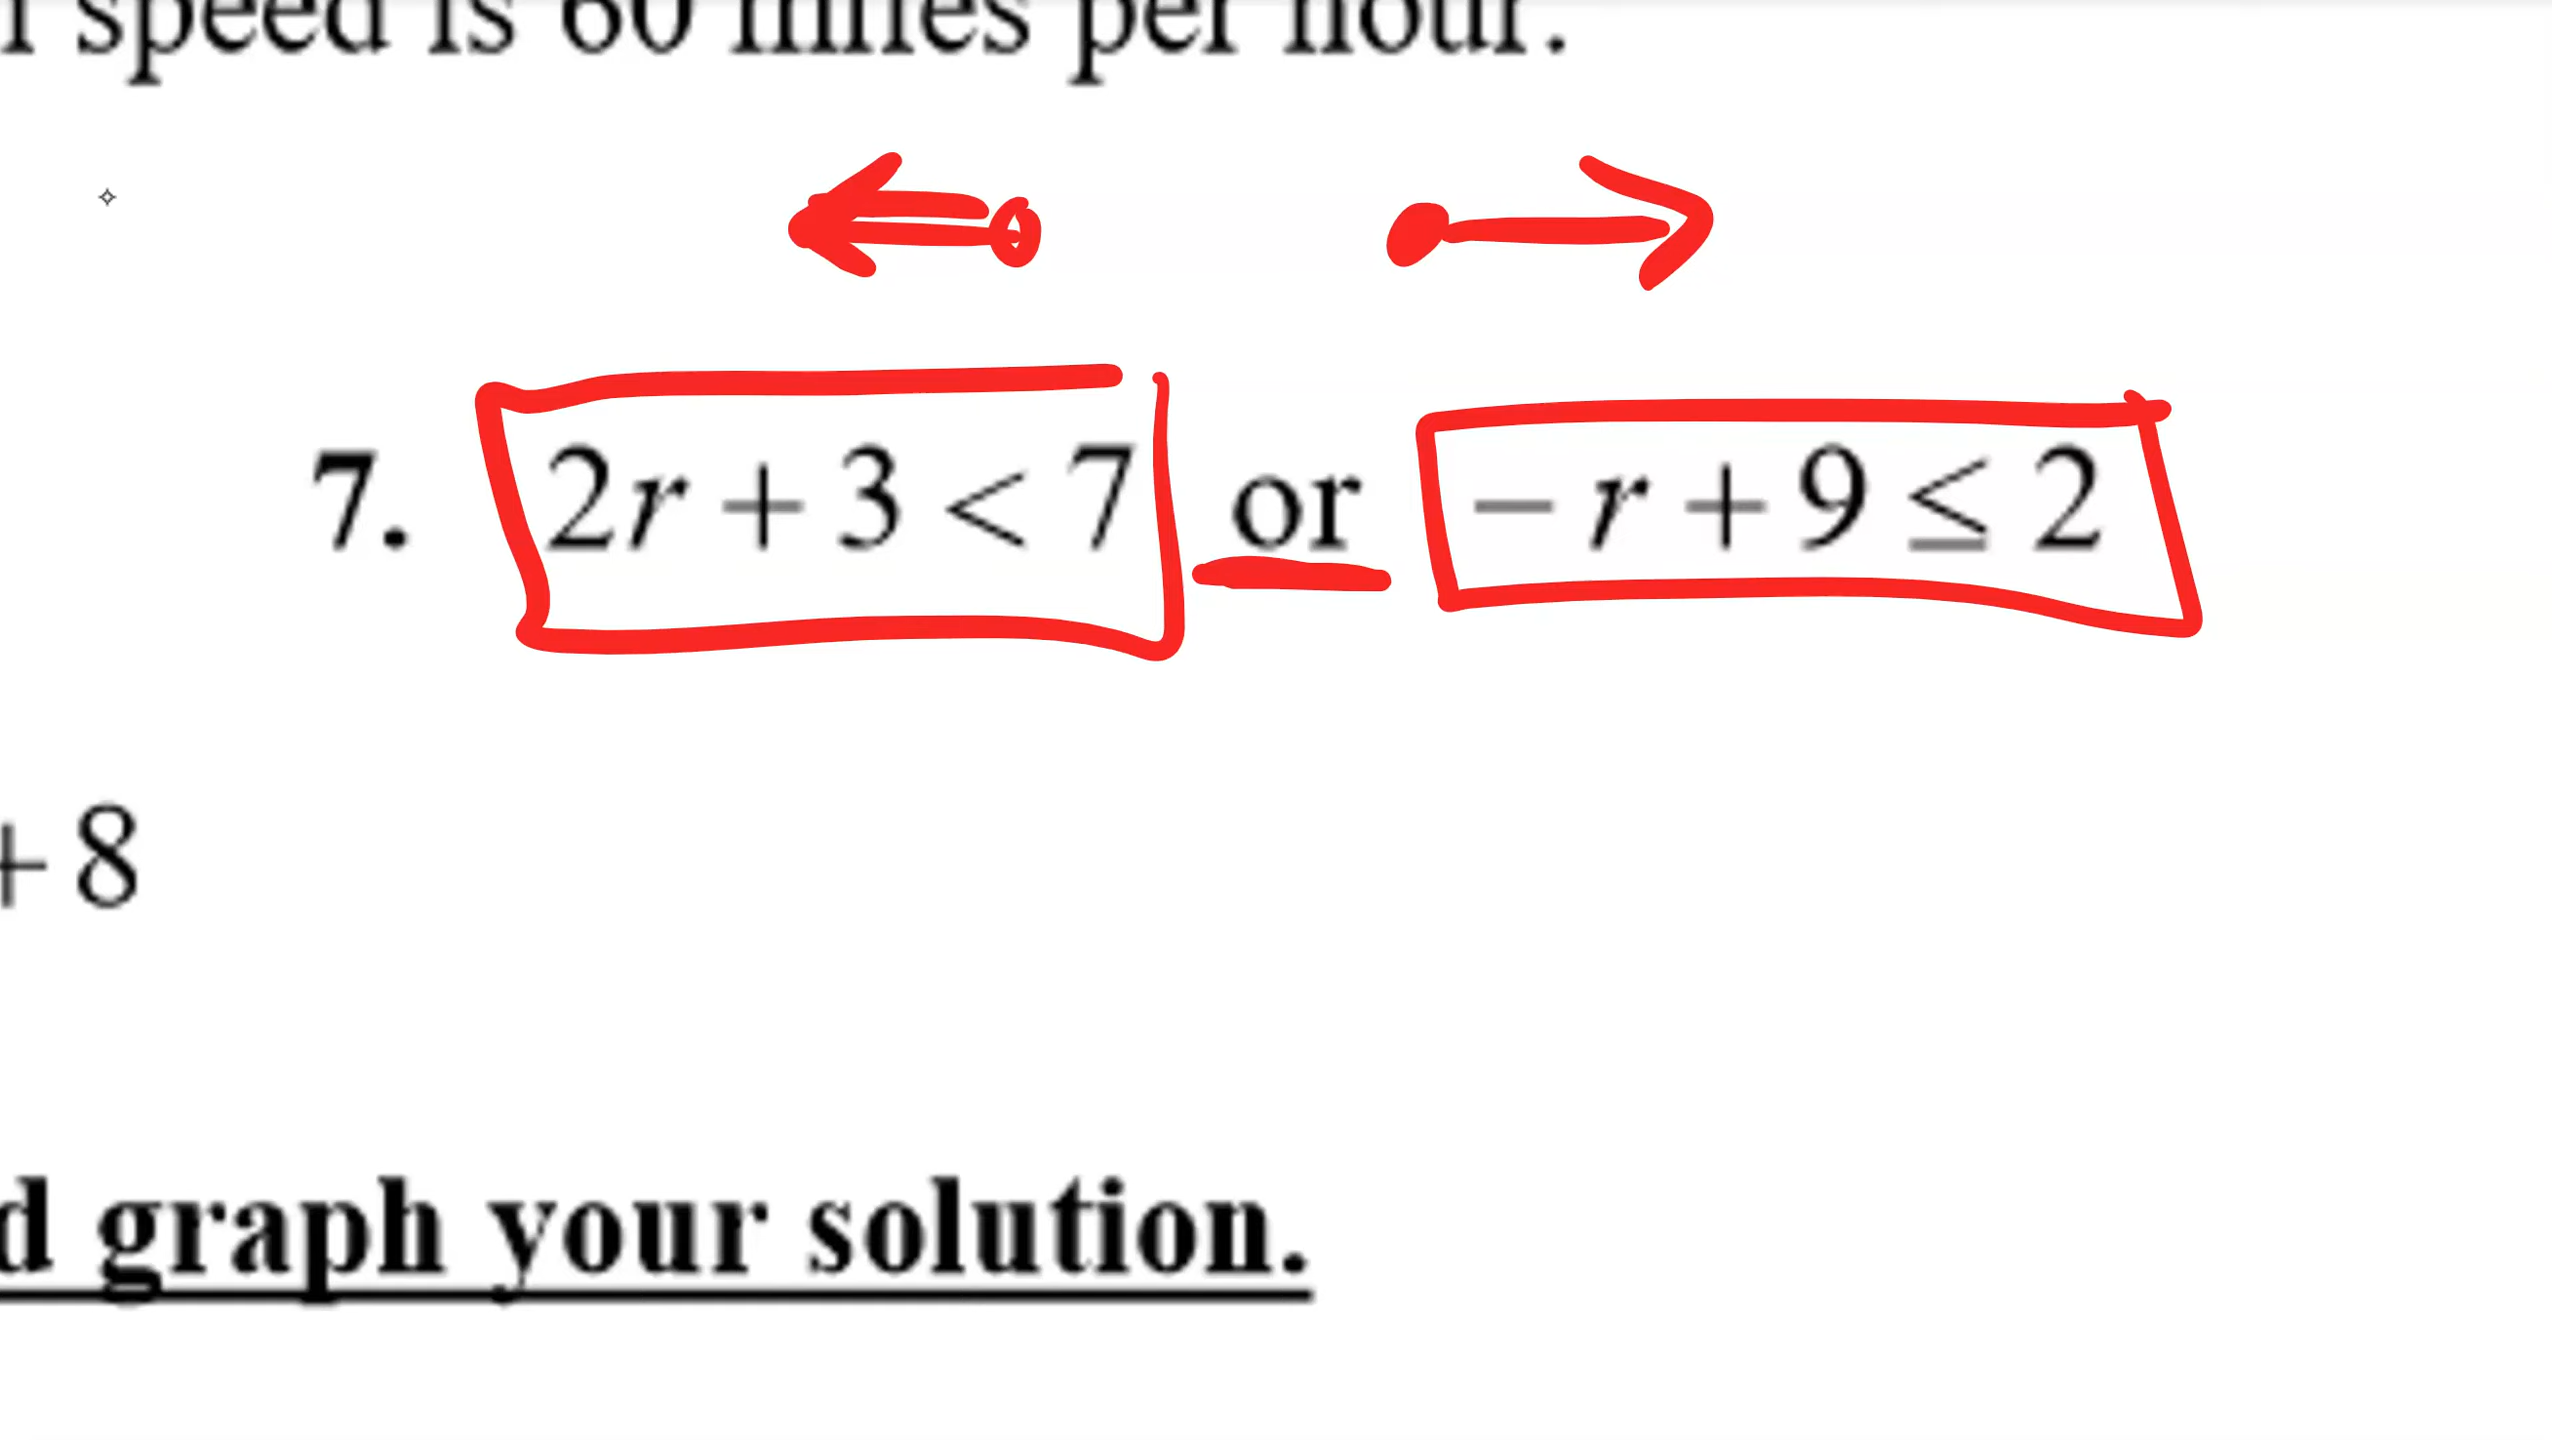 speed is 60 miles per hour.
7. 2r + 3 < 7 or − r + 9 ≤ 2
+ 8
d graph your solution.